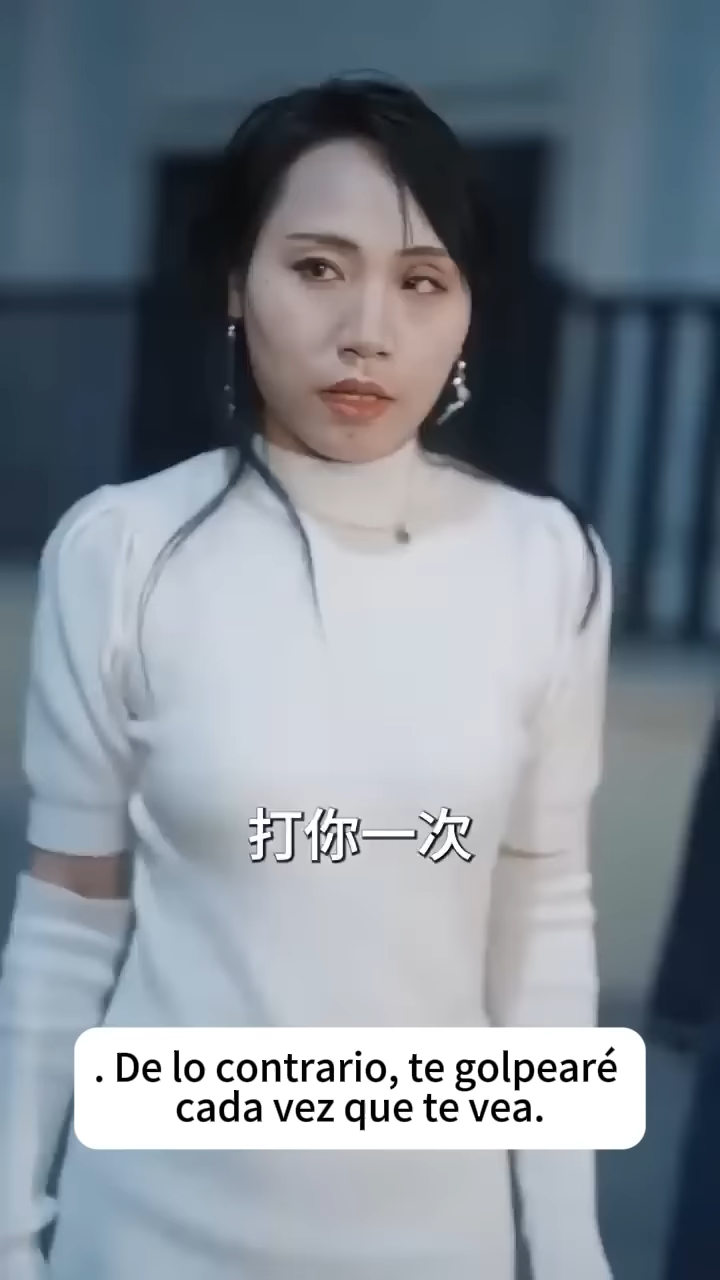 打你一次
. De lo contrario, te golpearé
cada vez que te vea.